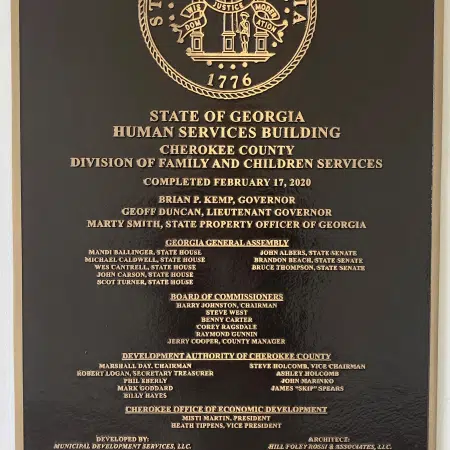 STATE OF GEORGIA
JUSTICE
WISDOM MODERATION
1776
STATE OF GEORGIA
HUMAN SERVICES BUILDING
CHEROKEE COUNTY
DIVISION OF FAMILY AND CHILDREN SERVICES
COMPLETED FEBRUARY 17, 2020
BRIAN P. KEMP, GOVERNOR
GEOFF DUNCAN, LIEUTENANT GOVERNOR
MARTY SMITH, STATE PROPERTY OFFICER OF GEORGIA
GEORGIA GENERAL ASSEMBLY
MANDI BALLINGER, STATE HOUSE
MICHAEL CALDWELL, STATE HOUSE
WES CANTRELL, STATE HOUSE
JOHN CARSON, STATE HOUSE
SCOT TURNER, STATE HOUSE
JOHN ALBERS, STATE SENATE
BRANDON BEACH, STATE SENATE
BRUCE THOMPSON, STATE SENATE
BOARD OF COMMISSIONERS
HARRY JOHNSTON, CHAIRMAN
STEVE WEST
BENNY CARTER
COREY RAGSDALE
RAYMOND GUNNIN
JERRY COOPER, COUNTY MANAGER
DEVELOPMENT AUTHORITY OF CHEROKEE COUNTY
MARSHALL DAY, CHAIRMAN
ROBERT LOGAN, SECRETARY TREASURER
PHIL EBERLY
MARK GODDARD
BILLY HAYES
STEVE HOLCOMB, VICE CHAIRMAN
ASHLEY HOLCOMB
JOHN MARINKO
JAMES "SKIP" SPEARS
CHEROKEE OFFICE OF ECONOMIC DEVELOPMENT
MISTI MARTIN, PRESIDENT
HEATH TIPPENS, VICE PRESIDENT
DEVELOPED BY:
MUNICIPAL DEVELOPMENT SERVICES, LLC.
ARCHITECT:
HILL FOLEY ROSSI & ASSOCIATES, LLC.